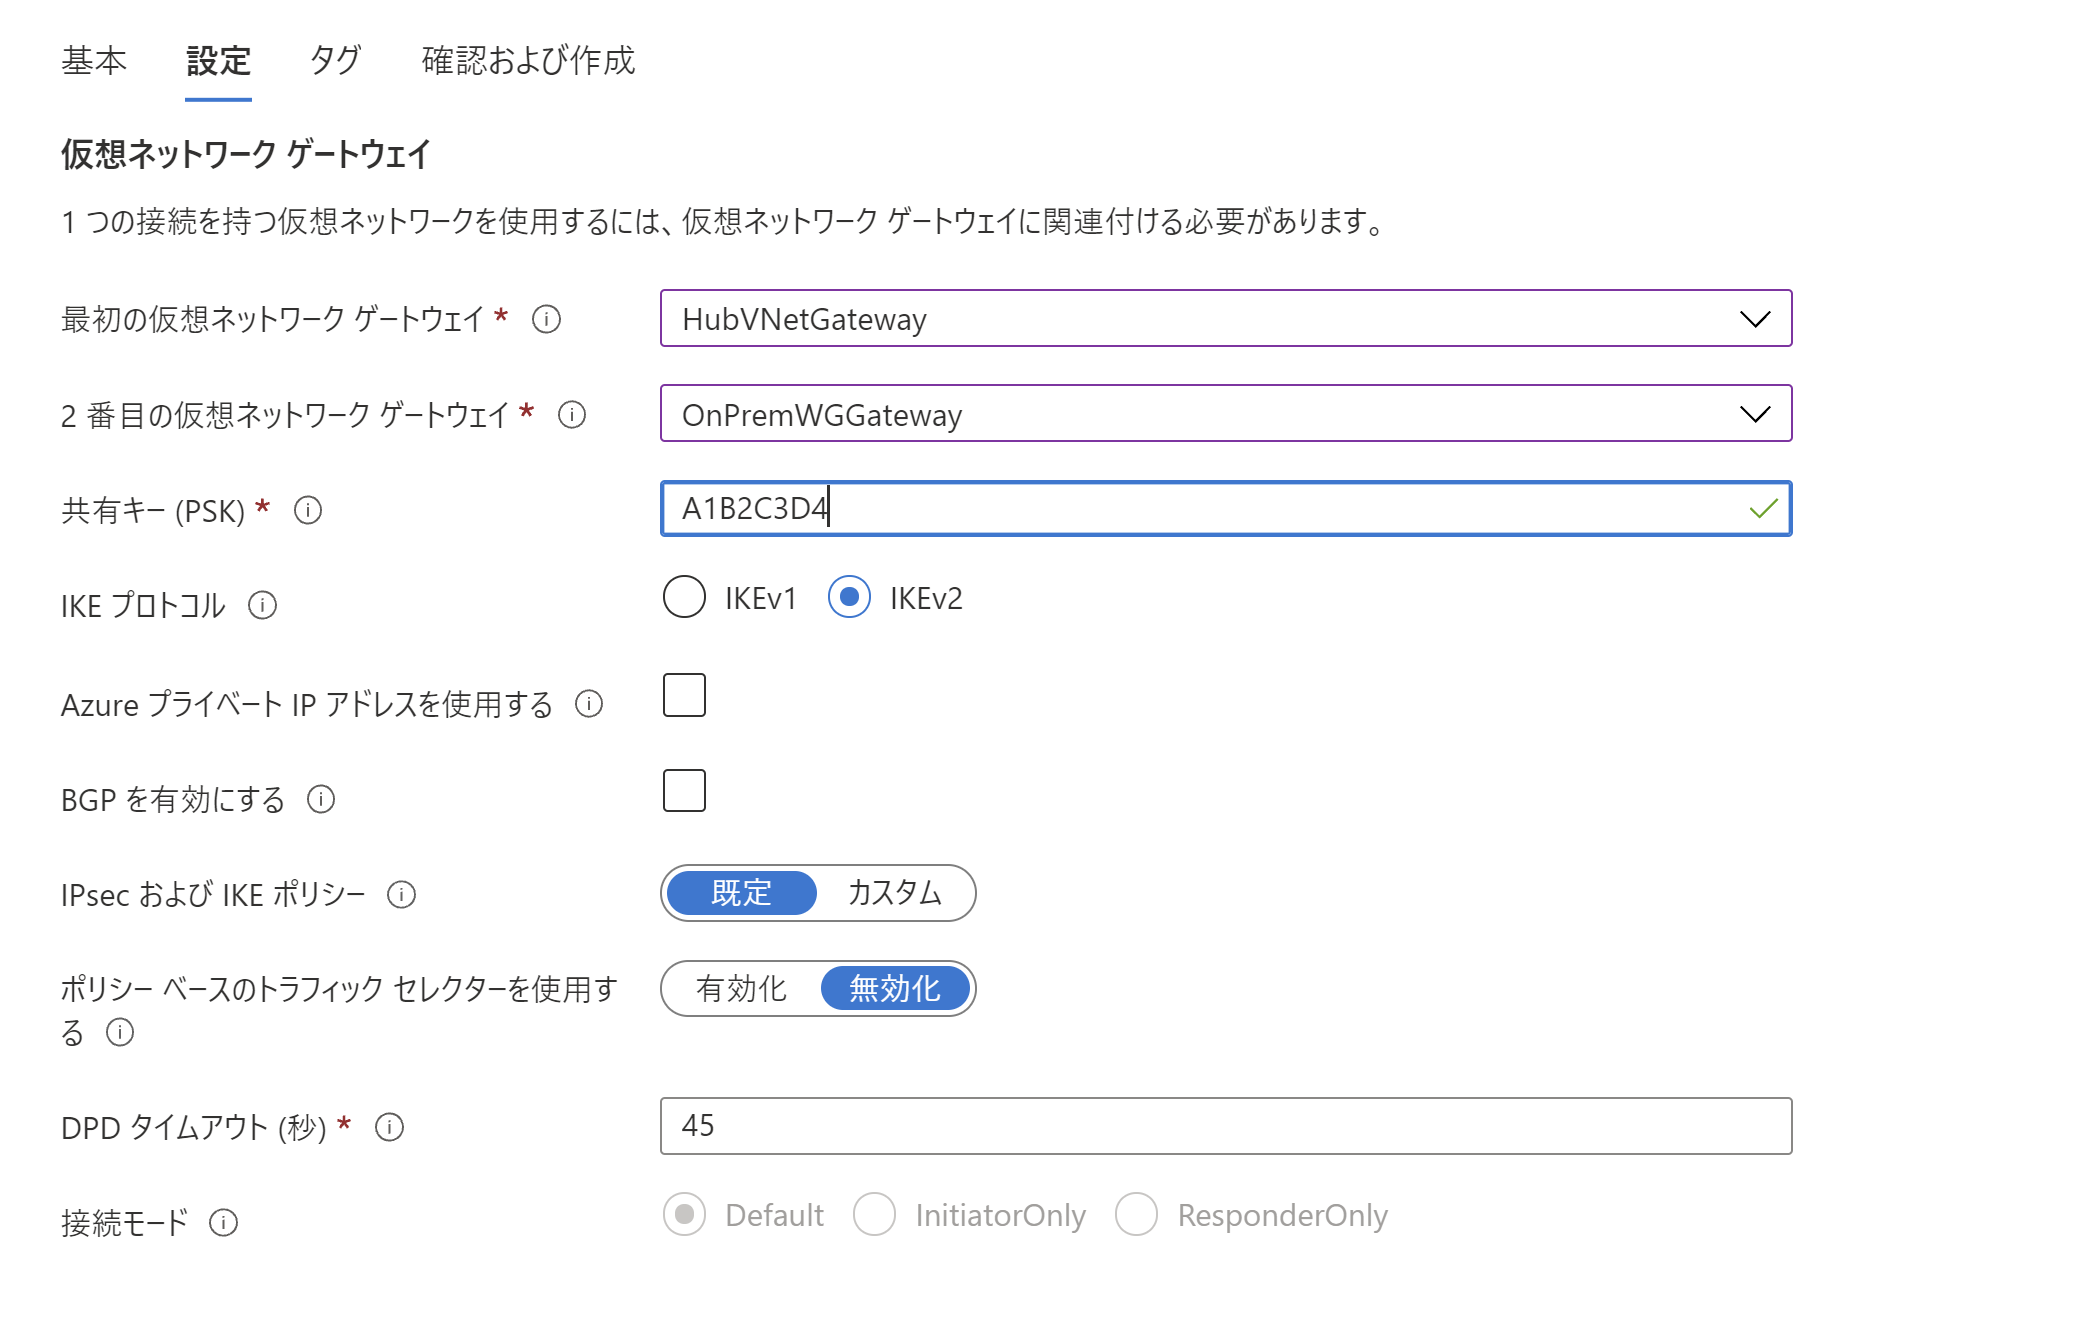 基本 設定 タグ 確認および作成
仮想ネットワーク ゲートウェイ
1 つの接続を持つ仮想ネットワークを使用するには、仮想ネットワーク ゲートウェイに関連付ける必要があります。
最初の仮想ネットワーク ゲートウェイ * HubVNetGateway
2 番目の仮想ネットワーク ゲートウェイ * OnPremWGGateway
共有キー (PSK) * A1B2C3D4
IKE プロトコル IKEv1 IKEv2
Azure プライベート IP アドレスを使用する
BGP を有効にする
IPsec および IKE ポリシー 既定 カスタム
ポリシー ベースのトラフィック セレクターを使用す 有効化 無効化
る
DPD タイムアウト (秒) * 45
接続モード Default InitiatorOnly ResponderOnly